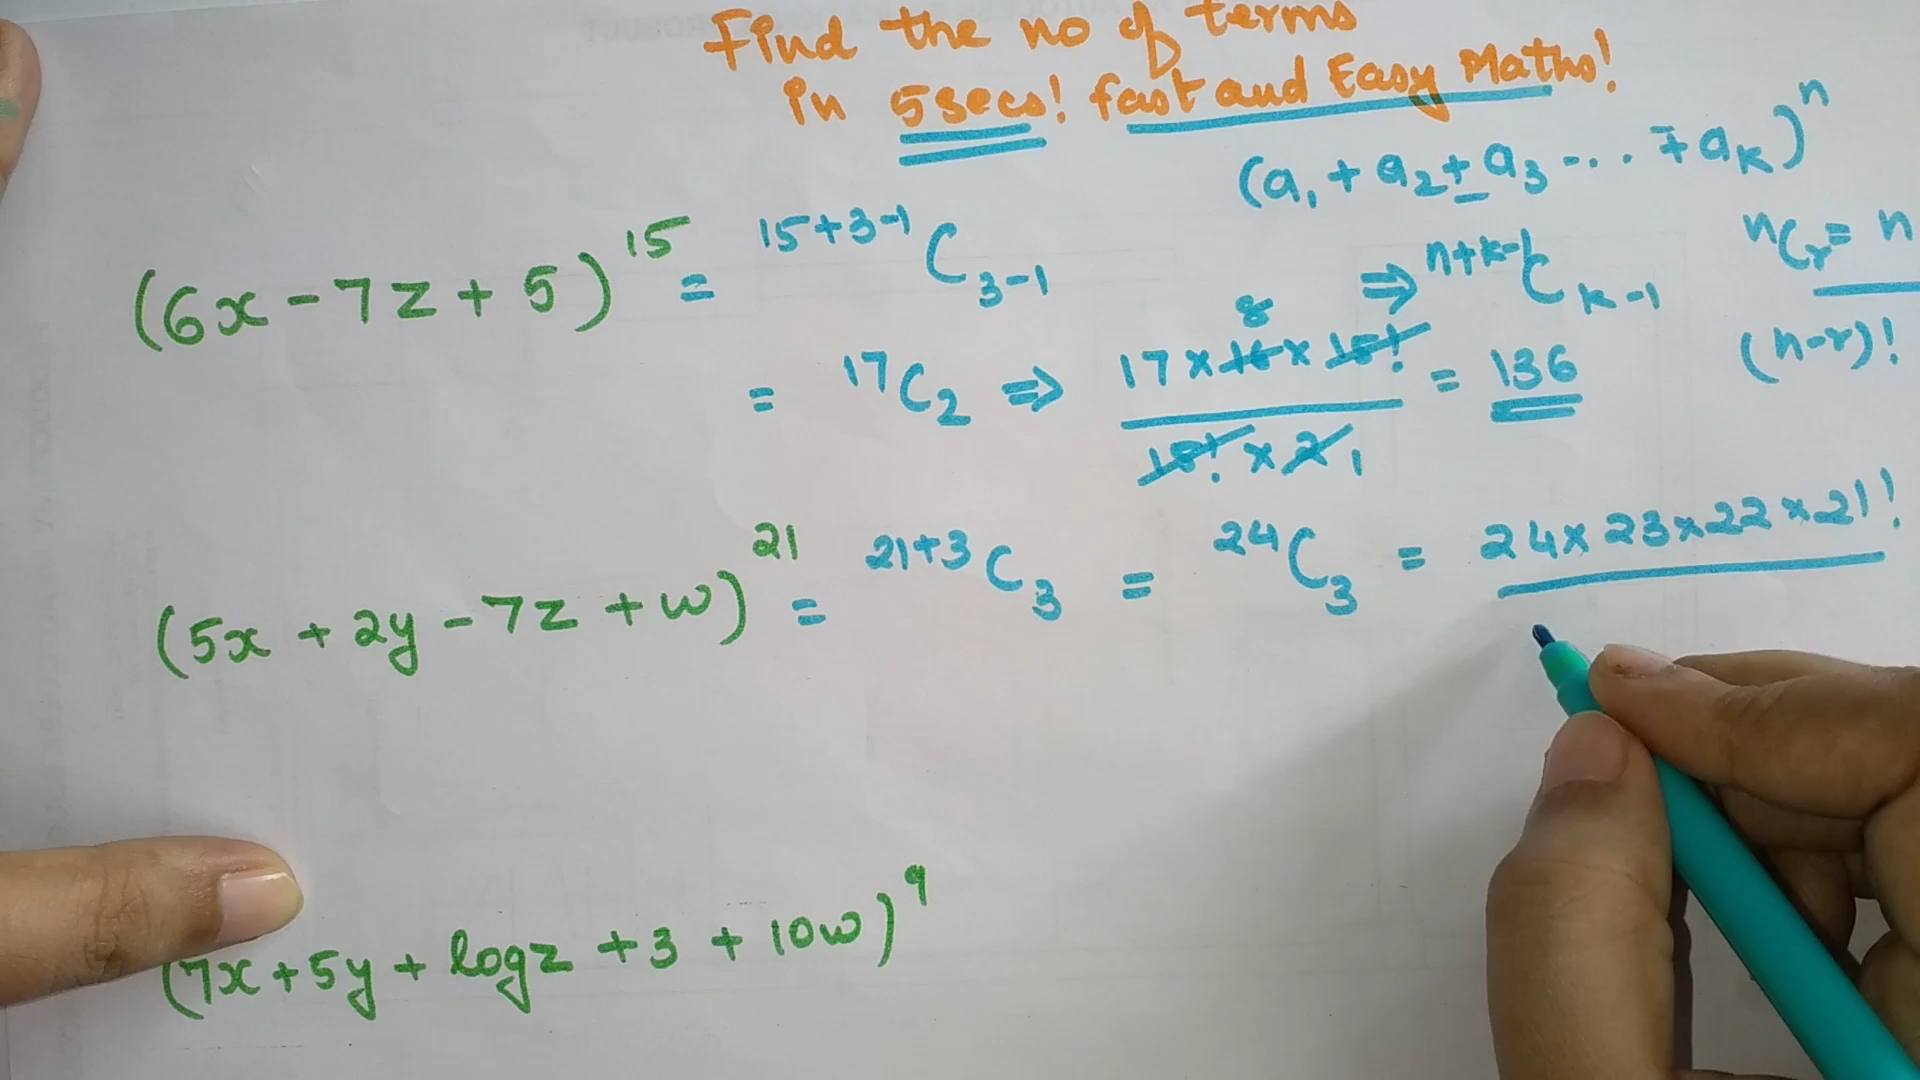 Find the no of terms
in 5secs! fast and Easy Maths!
(a₁ + a₂ ± a₃ -... ∓ aₖ)ⁿ
(6x - 7z + 5)¹⁵ = ¹⁵⁺³⁻¹C₃₋₁
⇒ ⁿ⁺ᵏ⁻¹Cₖ₋₁
ⁿCᵣ = n
(n-r)!
= ¹⁷C₂ ⇒ 17 × 16 × 15! = 136
8
15! × 2 1
(5x + 2y - 7z + w)²¹ = ²¹⁺³C₃ = ²⁴C₃ = 24 × 23 × 22 × 21!
(7x + 5y + logz + 3 + 10w)⁹